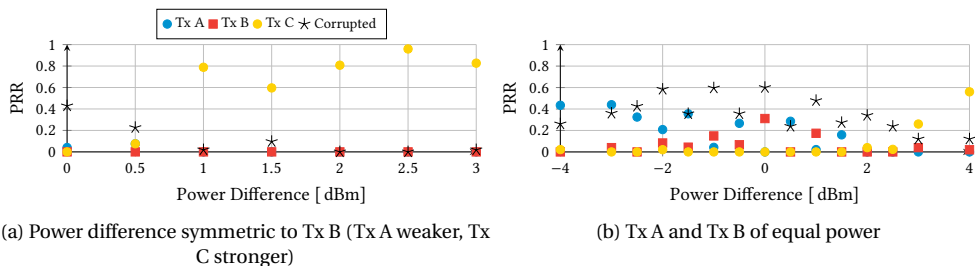 Tx A Tx B Tx C Corrupted
1
0.8
0.6
0.4
0.2
0
PRR
0 0.5 1 1.5 2 2.5 3
Power Difference [ dBm]
(a) Power difference symmetric to Tx B (Tx A weaker, Tx
C stronger)
1
0.8
0.6
0.4
0.2
0
PRR
−4 −2 0 2 4
Power Difference [ dBm]
(b) Tx A and Tx B of equal power